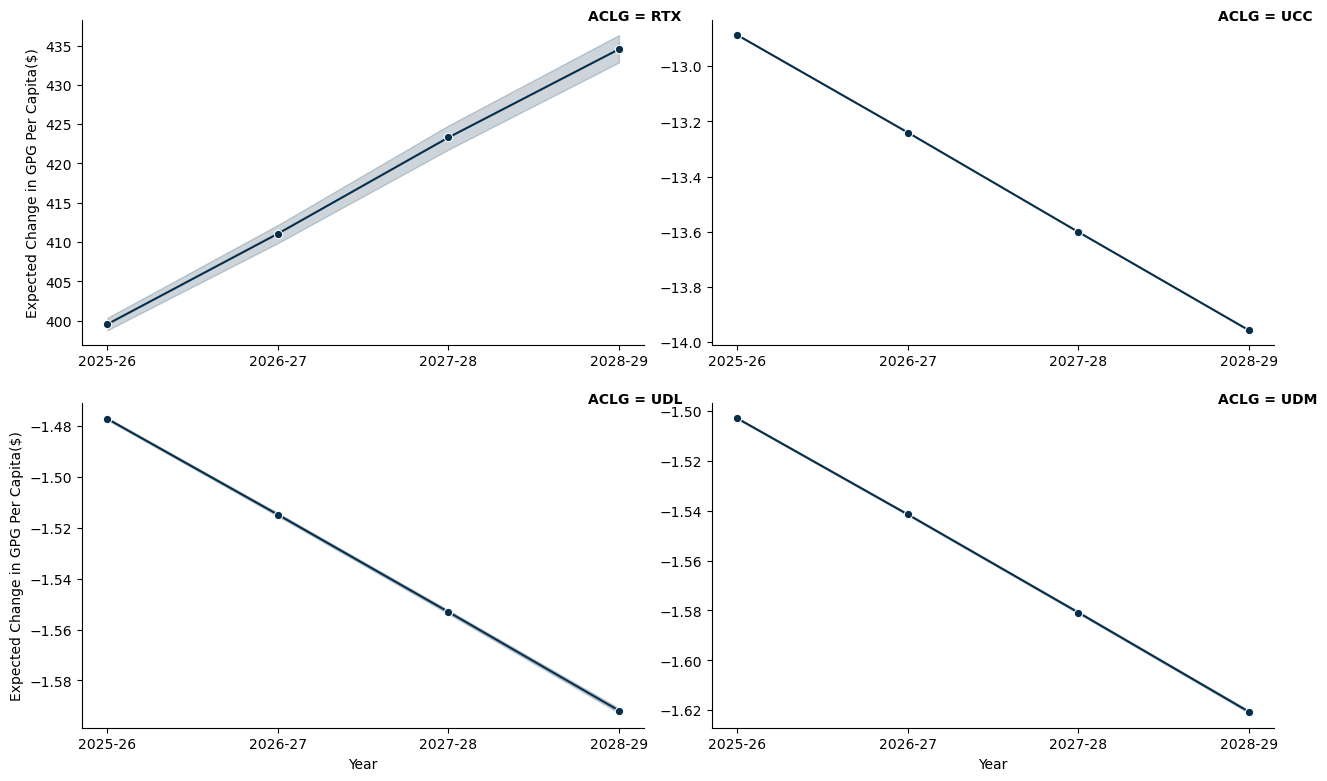 ACLG = RTX
Expected Change in GPG Per Capita($)
435
430
425
420
415
410
405
400
2025-26 2026-27 2027-28 2028-29
ACLG = UCC
−13.0
−13.2
−13.4
−13.6
−13.8
−14.0
2025-26 2026-27 2027-28 2028-29
ACLG = UDL
Expected Change in GPG Per Capita($)
−1.48
−1.50
−1.52
−1.54
−1.56
−1.58
2025-26 2026-27 2027-28 2028-29
Year
ACLG = UDM
−1.50
−1.52
−1.54
−1.56
−1.58
−1.60
−1.62
2025-26 2026-27 2027-28 2028-29
Year